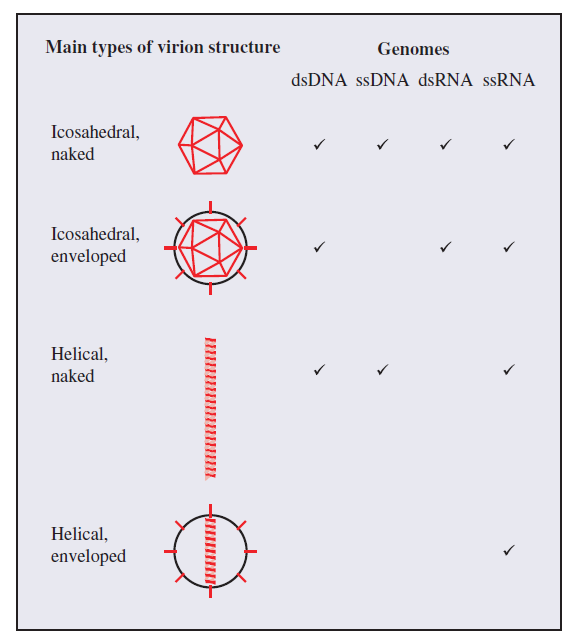 Main types of virion structure
Genomes
dsDNA ssDNA dsRNA ssRNA
Icosahedral,
naked
✓ ✓ ✓ ✓
Icosahedral,
enveloped
✓ ✓ ✓
Helical,
naked
✓ ✓ ✓
Helical,
enveloped
✓